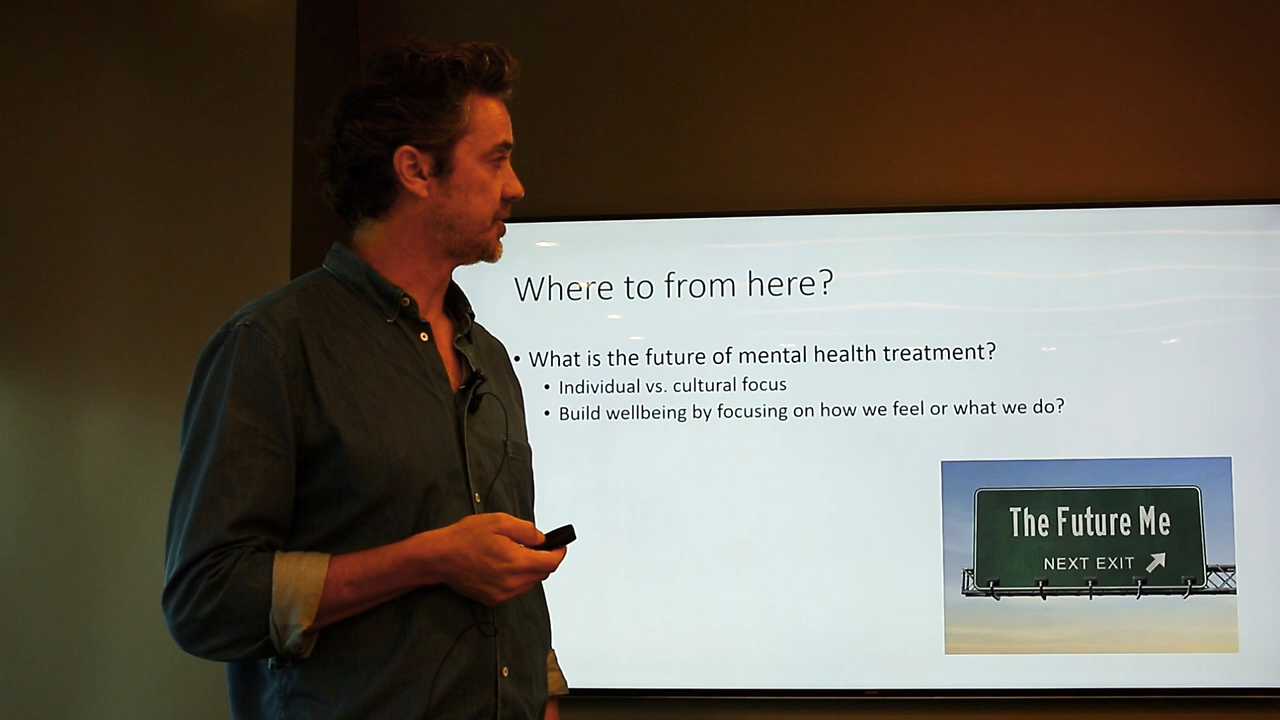 Where to from here?
• What is the future of mental health treatment?
• Individual vs. cultural focus
• Build wellbeing by focusing on how we feel or what we do?
The Future Me
NEXT EXIT